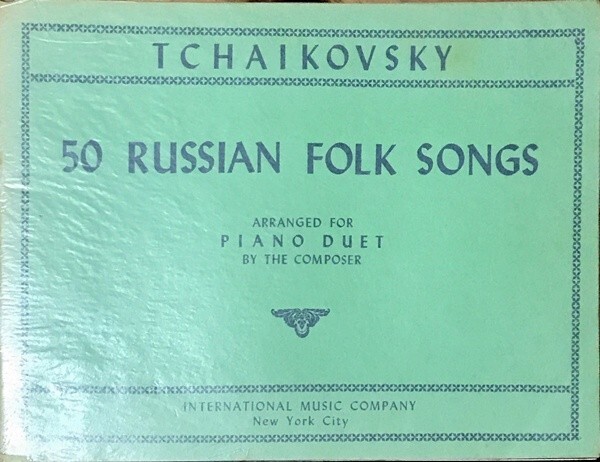 TCHAIKOVSKY
50 RUSSIAN FOLK SONGS
ARRANGED FOR
PIANO DUET
BY THE COMPOSER
INTERNATIONAL MUSIC COMPANY
New York City